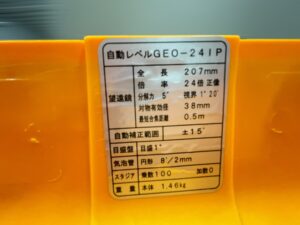 自動レベルGEO-24IP
望遠鏡 全長 207mm
倍率 24倍 正像
分解力 5" 視界 1°20'
対物有効径 38mm
最短合焦距離 0.5m
自動補正範囲 ±15'
目盛盤 目盛1°
気泡管 円形 8'/2mm
スタジア 乗数100 加数0
重量 本体 1.46kg